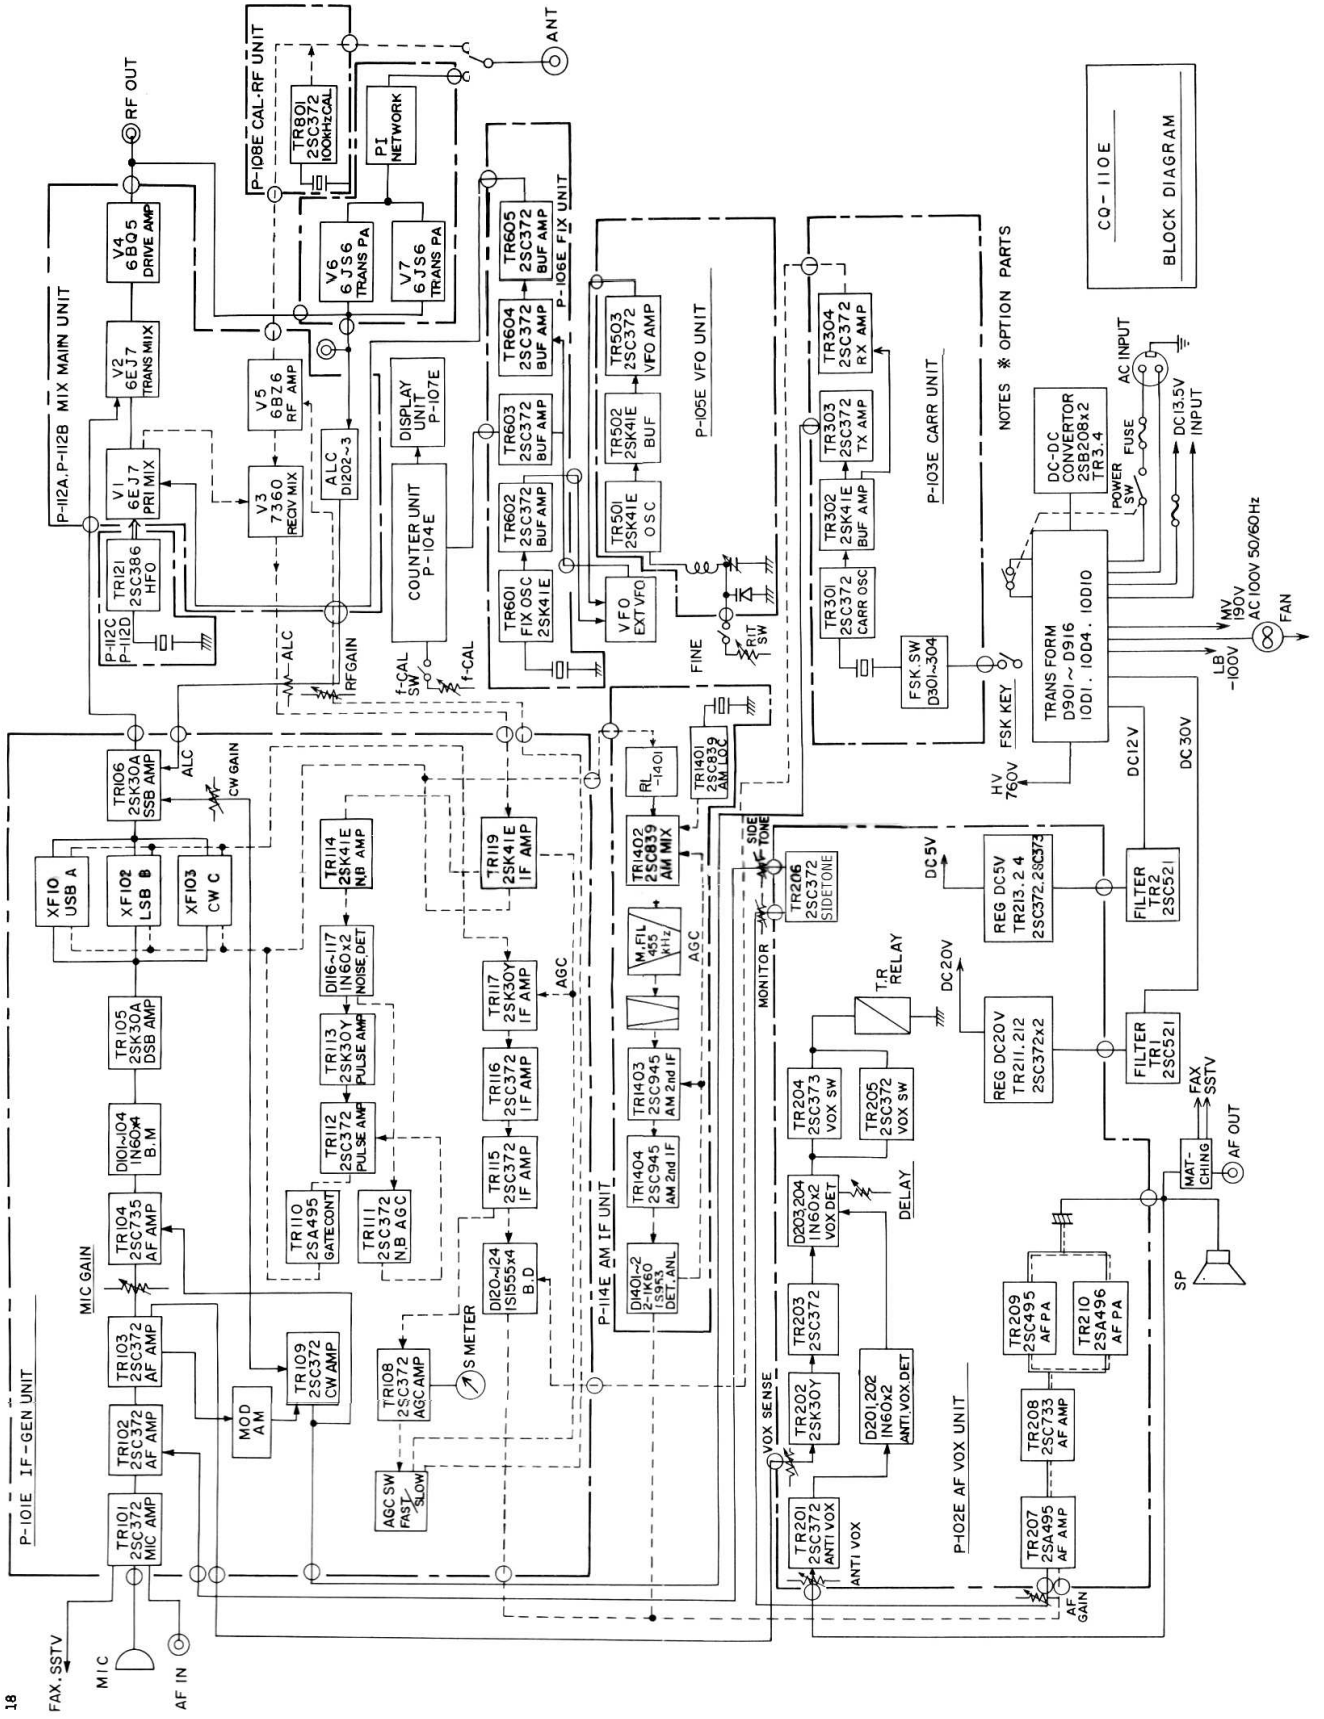 18
FAX.SSTV
MIC
AF IN
P-101E IF-GEN UNIT
TR101
2SC372
MIC AMP
TR102
2SC372
AF AMP
TR103
2SC372
AF AMP
MIC GAIN
TR104
2SC735
AF AMP
D101~104
IN60x4
B.M
TR105
2SK30A
DSB AMP
XF101
USB A
XF102
LSB B
XF103
CW C
TR106
2SK30A
SSB AMP
ALC
CW GAIN
MOD
AM
TR109
2SC372
CW AMP
TR110
2SA495
GATE CONT
TR111
2SC372
N.B AGC
TR112
2SC372
PULSE AMP
TR113
2SK30Y
PULSE AMP
D116~117
IN60x2
NOISE.DET
TR114
2SK41E
N.B AMP
AGC SW
FAST/SLOW
TR108
2SC372
AGC AMP
S METER
D120~124
IS1555x4
B.D
TR115
2SC372
IF AMP
TR116
2SC372
IF AMP
TR117
2SK30Y
IF AMP
AGC
TR119
2SK41E
IF AMP
P-114E AM IF UNIT
D1401~2
2-1K60
1S953
DET.ANL
TR1404
2SC945
AM 2nd IF
TR1403
2SC945
AM 2nd IF
M.FIL
455
kHz
AGC
TR1402
2SC839
AM MIX
RL
-1401
TR1401
2SC839
AM LOC
P-112A,P-112B MIX MAIN UNIT
P-112C
P-112D
TR121
2SC386
HFO
V1
6EJ7
PRI MIX
V2
6EJ7
TRANS MIX
V4
6BQ5
DRIVE AMP
RF OUT
V3
7360
RECIV MIX
V5
6BZ6
RF AMP
ALC
RFGAIN
ALC
D1202~3
P-108E CAL-RF UNIT
TR801
2SC372
100kHzCAL
PI
NETWORK
V6
6JS6
TRANS PA
V7
6JS6
TRANS PA
ANT
f-CAL
SW
f-CAL
COUNTER UNIT
P-104E
DISPLAY
UNIT
P-107E
P-106E FIX UNIT
TR601
FIX OSC
2SK41E
TR602
2SC372
BUF AMP
TR603
2SC372
BUF AMP
TR604
2SC372
BUF AMP
TR605
2SC372
BUF AMP
P-105E VFO UNIT
VFO
EXT VFO
TR501
2SK41E
OSC
TR502
2SK41E
BUF
TR503
2SC372
VFO AMP
FINE
RIT
SW
P-103E CARR UNIT
TR301
2SC372
CARR OSC
TR302
2SK41E
BUF AMP
TR303
2SC372
TX AMP
TR304
2SC372
RX AMP
FSK.SW
D301~304
FSK KEY
NOTES ※ OPTION PARTS
P-102E AF VOX UNIT
VOX SENSE
ANTI VOX
TR201
2SC372
ANTI VOX
TR202
2SK30Y
TR203
2SC372
D201,202
IN60x2
ANTI.VOX.DET
D203,204
IN60x2
VOX DET
DELAY
TR204
2SC373
VOX SW
TR205
2SC372
VOX SW
T.R
RELAY
MONITOR
SIDE
TONE
TR206
2SC372
SIDETONE
AF
GAIN
TR207
2SA495
AF AMP
TR208
2SC733
AF AMP
TR209
2SC495
AF PA
TR210
2SA496
AF PA
SP
MAT-
CHING
FAX
SSTV
AF OUT
DC20V
REG DC20V
TR211.212
2SC372x2
DC5V
REG DC5V
TR213.2 4
2SC372.2SC373
FILTER
TR1
2SC521
FILTER
TR2
2SC521
DC12V
DC30V
HV
760V
TRANS FORM
D901~D916
10D1. 10D4. 10D10
DC-DC
CONVERTOR
2SB208x2
TR3.4
POWER
SW
FUSE
AC INPUT
DC13.5V
INPUT
LB
-100V
MV
190V
AC 100V 50/60Hz
FAN
CQ-110E
BLOCK DIAGRAM